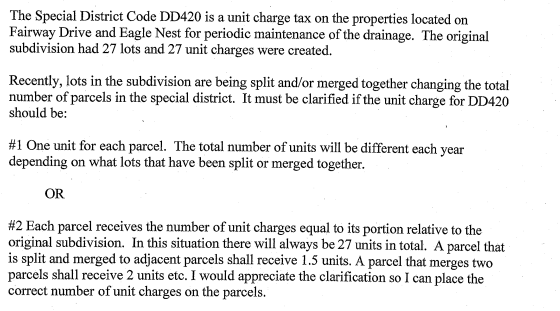 The Special District Code DD420 is a unit charge tax on the properties located on
Fairway Drive and Eagle Nest for periodic maintenance of the drainage. The original
subdivision had 27 lots and 27 unit charges were created.
Recently, lots in the subdivision are being split and/or merged together changing the total
number of parcels in the special district. It must be clarified if the unit charge for DD420
should be:
#1 One unit for each parcel. The total number of units will be different each year
depending on what lots that have been split or merged together.
OR
#2 Each parcel receives the number of unit charges equal to its portion relative to the
original subdivision. In this situation there will always be 27 units in total. A parcel that
is split and merged to adjacent parcels shall receive 1.5 units. A parcel that merges two
parcels shall receive 2 units etc. I would appreciate the clarification so I can place the
correct number of unit charges on the parcels.